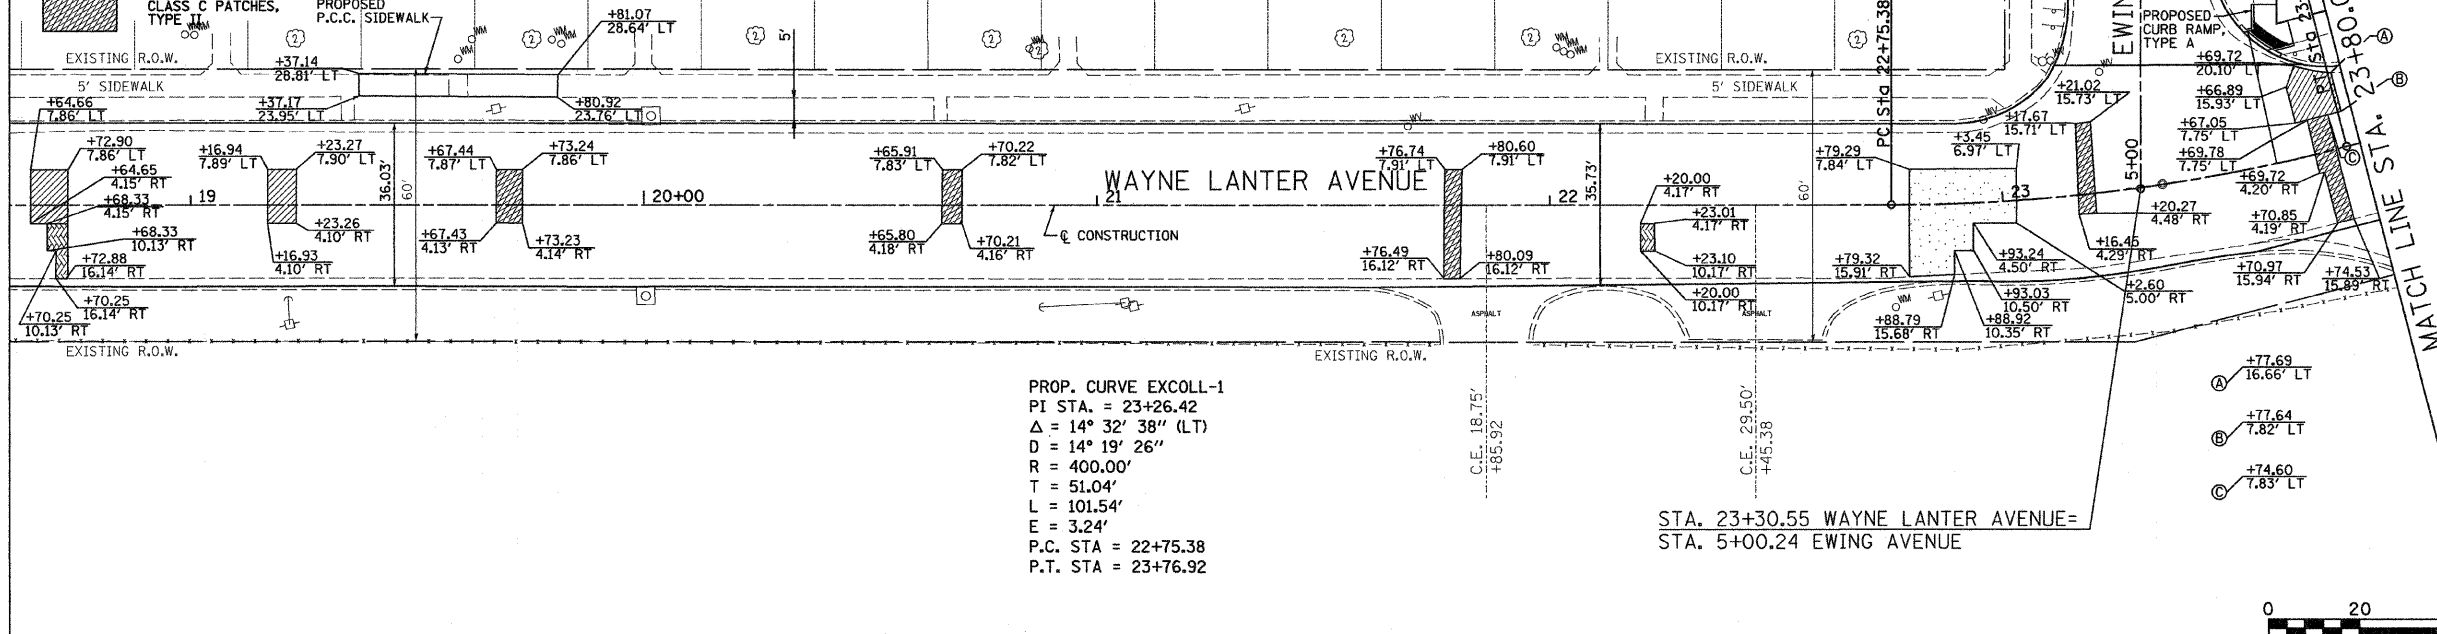 CLASS C PATCHES,
TYPE II
PROPOSED
P.C.C. SIDEWALK
+81.07
28.64' LT
5'
EXISTING R.O.W.
+37.14
28.81' LT
5' SIDEWALK
+37.17
23.95' LT
+80.92
23.76' LT
+64.66
7.86' LT
+72.90
7.86' LT
+64.65
4.15' RT
+68.33
4.15' RT
+68.33
10.13' RT
+72.88
16.14' RT
+70.25
16.14' RT
+70.25
10.13' RT
EXISTING R.O.W.
19
+16.94
7.89' LT
+23.27
7.90' LT
+23.26
4.10' RT
+16.93
4.10' RT
36.03'
60'
+67.44
7.87' LT
+73.24
7.86' LT
+67.43
4.13' RT
+73.23
4.14' RT
20+00
+65.91
7.83' LT
+70.22
7.82' LT
+65.80
4.18' RT
+70.21
4.16' RT
WAYNE LANTER AVENUE
21
℄ CONSTRUCTION
+76.74
7.91' LT
+80.60
7.91' LT
+76.49
16.12' RT
+80.09
16.12' RT
22
35.73'
EXISTING R.O.W.
5' SIDEWALK
WV
+20.00
4.17' RT
+23.01
4.17' RT
+23.10
10.17' RT
+20.00
10.17' RT
ASPHALT
ASPHALT
60'
PC Sta 22+75.38
+79.29
7.84' LT
+3.45
6.97' LT
+17.67
15.71' LT
+21.02
15.73' LT
23
+79.32
15.91' RT
+93.24
4.50' RT
+93.03
10.50' RT
+88.79
15.68' RT
+88.92
10.35' RT
+2.60
5.00' RT
+16.45
4.29' RT
+20.27
4.48' RT
WM
5+00
EWIN
PROPOSED
CURB RAMP,
TYPE A
+69.72
20.10' LT
+66.89
15.93' LT
+67.05
7.75' LT
+69.78
7.75' LT
+69.72
4.20' RT
+70.85
4.19' RT
+70.97
15.94' RT
+74.53
15.89' RT
PT Sta 23
MATCH LINE STA. 23+80.0
A
B
C
EXISTING R.O.W.
C.E. 18.75'
+85.92
C.E. 29.50'
+45.38
A +77.69
16.66' LT
B +77.64
7.82' LT
C +74.60
7.83' LT
PROP. CURVE EXCOLL-1
PI STA. = 23+26.42
Δ = 14° 32' 38" (LT)
D = 14° 19' 26"
R = 400.00'
T = 51.04'
L = 101.54'
E = 3.24'
P.C. STA = 22+75.38
P.T. STA = 23+76.92
STA. 23+30.55 WAYNE LANTER AVENUE=
STA. 5+00.24 EWING AVENUE
0 20